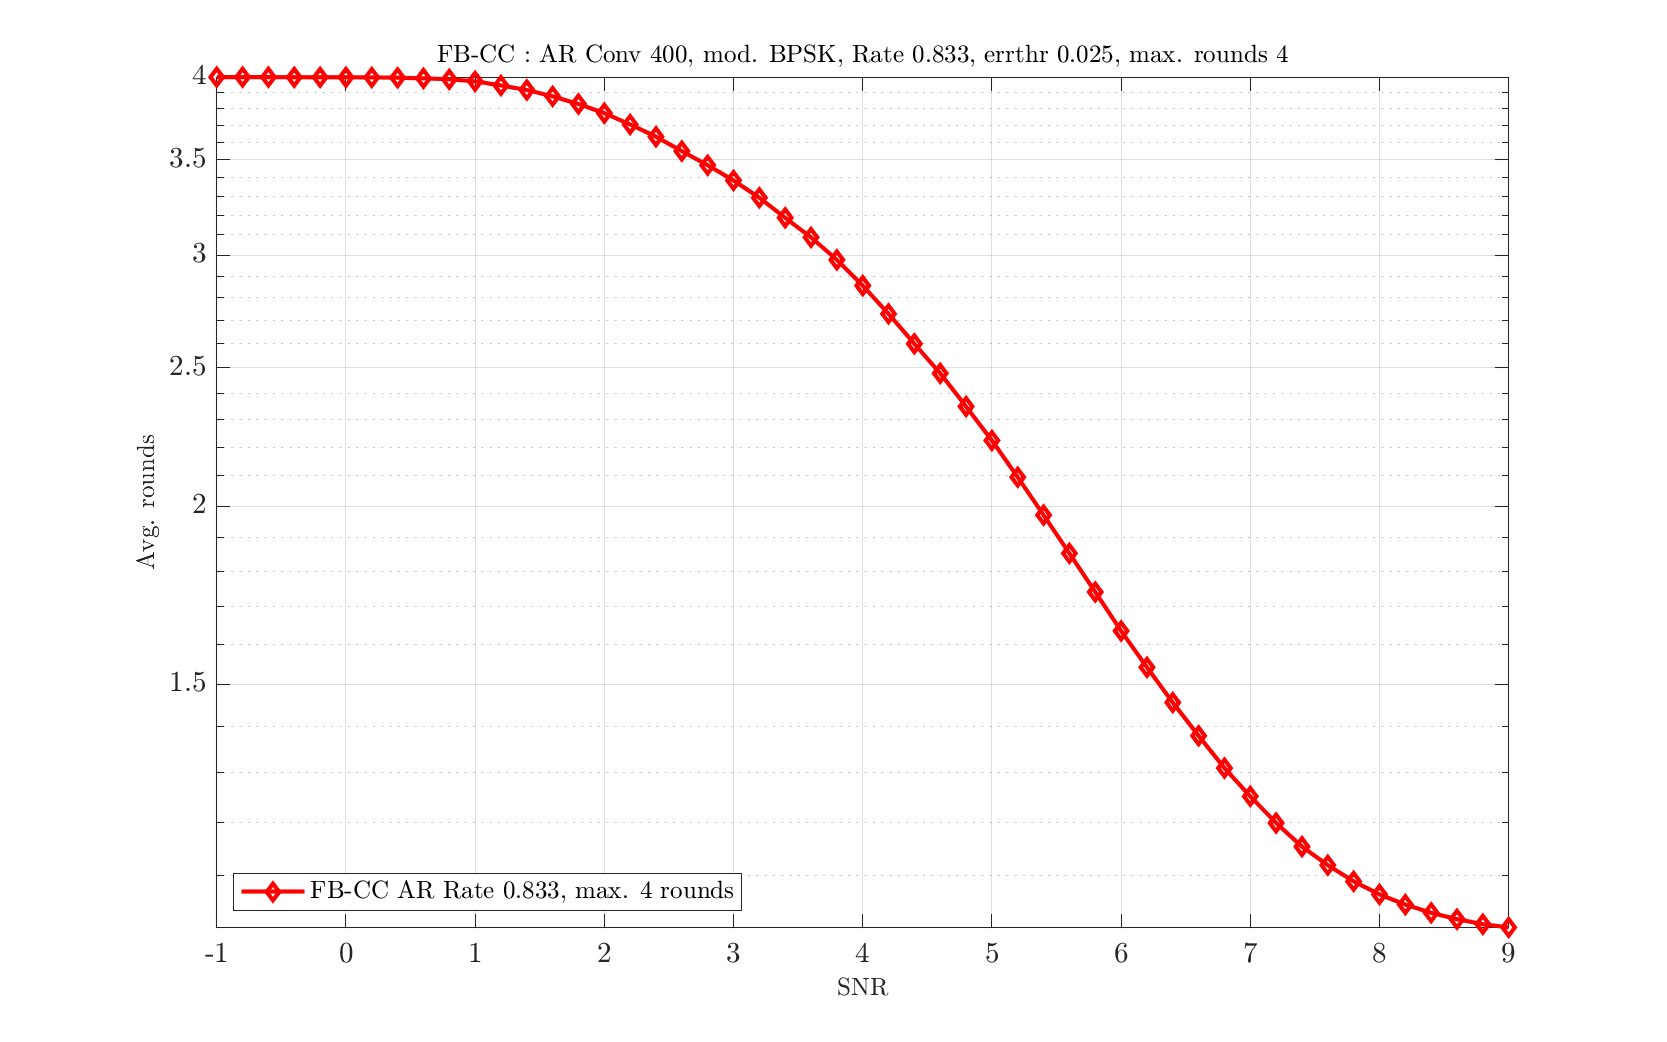 FB-CC : AR Conv 400, mod. BPSK, Rate 0.833, errthr 0.025, max. rounds 4
4
3.5
3
2.5
2
1.5
Avg. rounds
FB-CC AR Rate 0.833, max. 4 rounds
-1 0 1 2 3 4 5 6 7 8 9
SNR